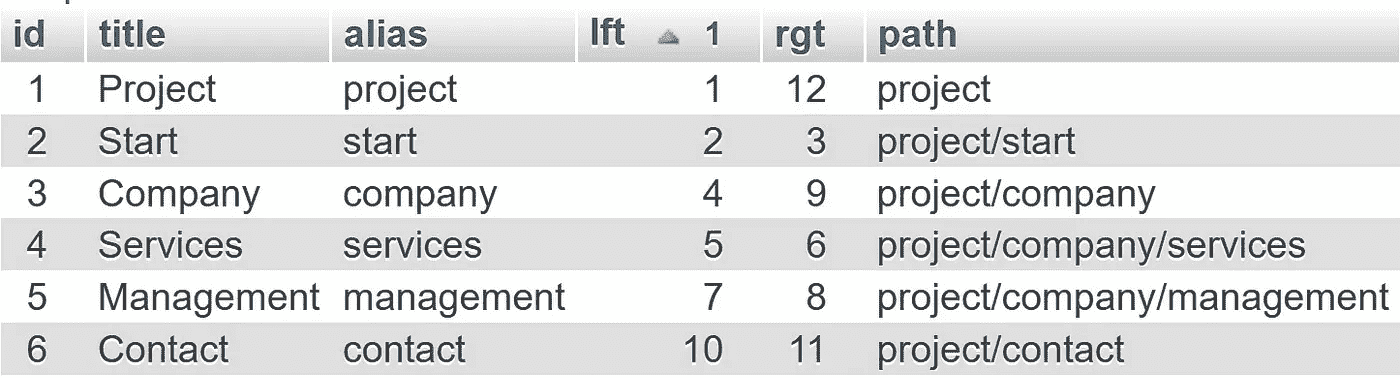 id title alias lft 1 rgt path
1 Project project 1 12 project
2 Start start 2 3 project/start
3 Company company 4 9 project/company
4 Services services 5 6 project/company/services
5 Management management 7 8 project/company/management
6 Contact contact 10 11 project/contact